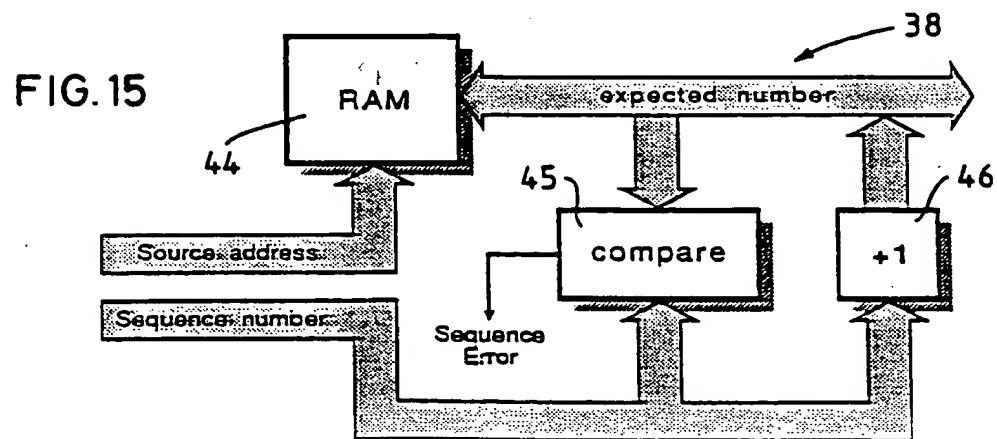 FIG.15
38
RAM
expected number
44
45
46
compare
+1
Source address
Sequence number
Sequence
Error